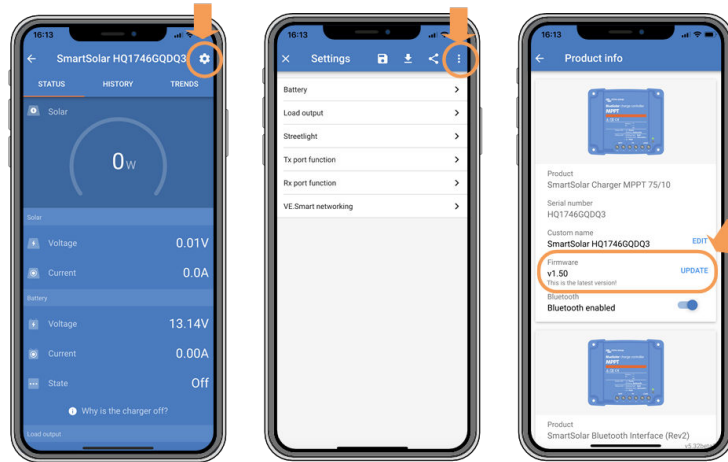 16:13
SmartSolar HQ1746GQDQ3
STATUS HISTORY TRENDS
Solar
0W
Solar
Voltage 0.01V
Current 0.0A
Battery
Voltage 13.14V
Current 0.00A
State Off
Why is the charger off?
Load output
16:13
Settings
Battery
Load output
Streetlight
Tx port function
Rx port function
VE.Smart networking
16:13
Product info
MPPT
Product
SmartSolar Charger MPPT 75/10
Serial number
HQ1746GQDQ3
Custom name
SmartSolar HQ1746GQDQ3 EDIT
Firmware
v1.50 UPDATE
This is the latest version!
Bluetooth
Bluetooth enabled
MPPT
Product
SmartSolar Bluetooth Interface (Rev2)